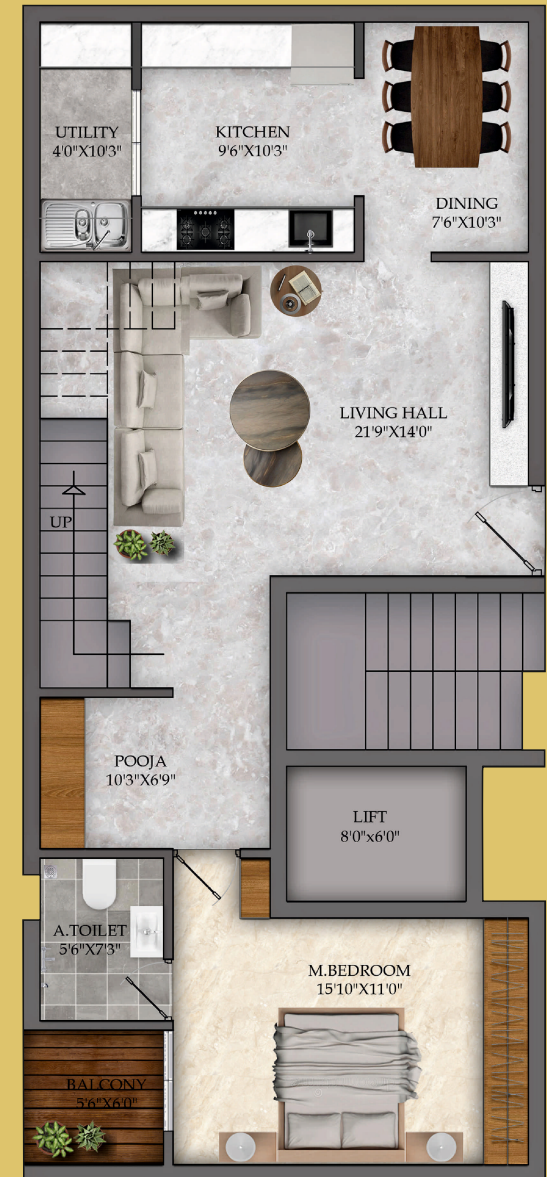 UTILITY
4'0"X10'3"
KITCHEN
9'6"X10'3"
DINING
7'6"X10'3"
LIVING HALL
21'9"X14'0"
UP
POOJA
10'3"X6'9"
LIFT
8'0"x6'0"
A.TOILET
5'6"X7'3"
M.BEDROOM
15'10"X11'0"
BALCONY
5'6"X6'0"